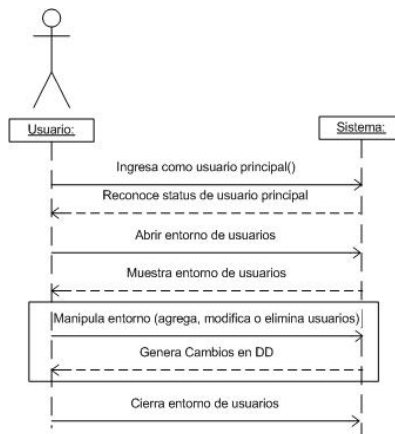 Usuario:
Sistema:
Ingresa como usuario principal()
Reconoce status de usuario principal
Abrir entorno de usuarios
Muestra entorno de usuarios
Manipula entorno (agrega, modifica o elimina usuarios)
Genera Cambios en DD
Cierra entorno de usuarios